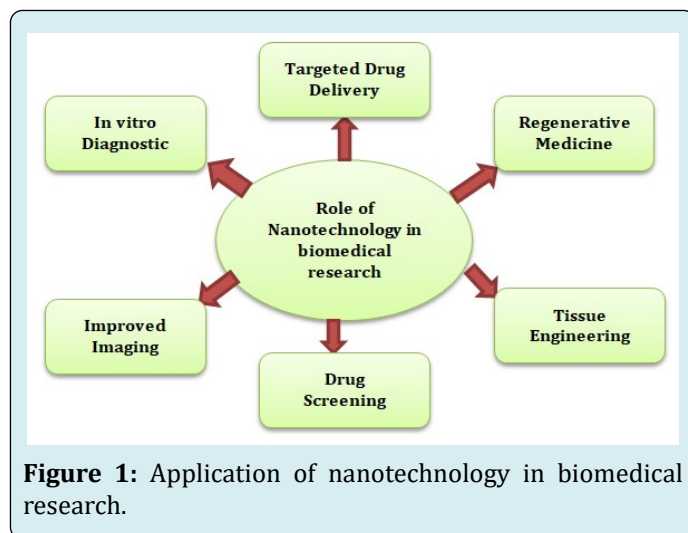 Targeted Drug
Delivery
In vitro
Diagnostic
Regenerative
Medicine
Role of
Nanotechnology in
biomedical
research
Improved
Imaging
Tissue
Engineering
Drug
Screening
Figure 1: Application of nanotechnology in biomedical
research.